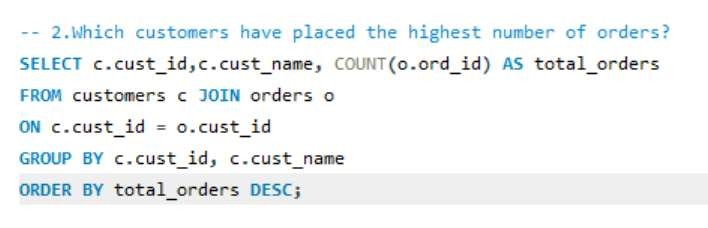 -- 2.Which customers have placed the highest number of orders?
SELECT c.cust_id,c.cust_name, COUNT(o.ord_id) AS total_orders
FROM customers c JOIN orders o
ON c.cust_id = o.cust_id
GROUP BY c.cust_id, c.cust_name
ORDER BY total_orders DESC;